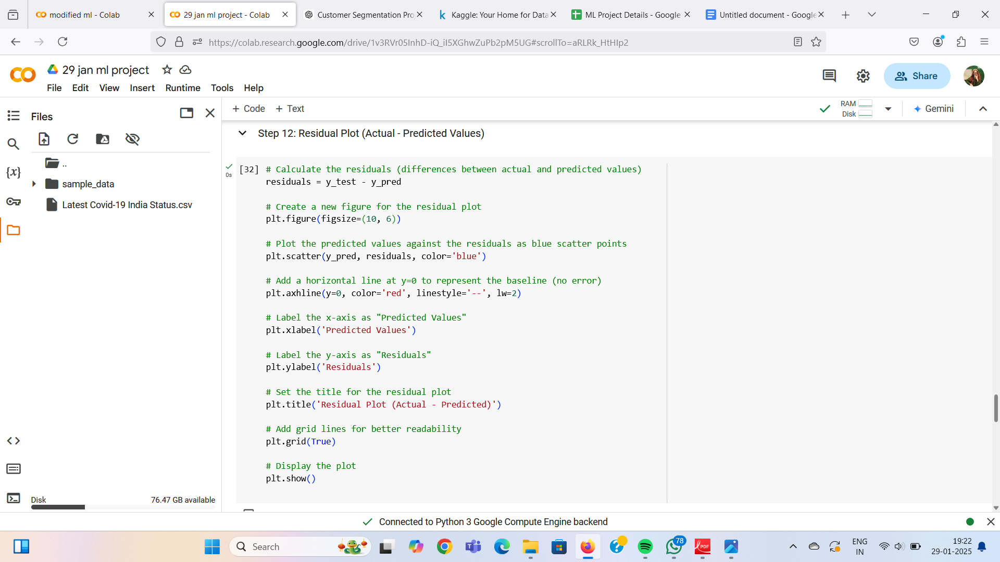 modified ml - Colab
29 jan ml project - Colab
Customer Segmentation Pro
Kaggle: Your Home for Data
ML Project Details - Google
Untitled document - Google
https://colab.research.google.com/drive/1v3RVr05InhD-iQ_iI5XGhwZuPb2pM5UG#scrollTo=aRLRk_HtHIp2
29 jan ml project
File Edit View Insert Runtime Tools Help
Share
Files
+ Code + Text
RAM
Disk
Gemini
..
sample_data
Latest Covid-19 India Status.csv
Disk 76.47 GB available
Step 12: Residual Plot (Actual - Predicted Values)
0s
[32] # Calculate the residuals (differences between actual and predicted values)
residuals = y_test - y_pred
# Create a new figure for the residual plot
plt.figure(figsize=(10, 6))
# Plot the predicted values against the residuals as blue scatter points
plt.scatter(y_pred, residuals, color='blue')
# Add a horizontal line at y=0 to represent the baseline (no error)
plt.axhline(y=0, color='red', linestyle='--', lw=2)
# Label the x-axis as "Predicted Values"
plt.xlabel('Predicted Values')
# Label the y-axis as "Residuals"
plt.ylabel('Residuals')
# Set the title for the residual plot
plt.title('Residual Plot (Actual - Predicted)')
# Add grid lines for better readability
plt.grid(True)
# Display the plot
plt.show()
Connected to Python 3 Google Compute Engine backend
Search
78
PDF
ENG
IN
19:22
29-01-2025